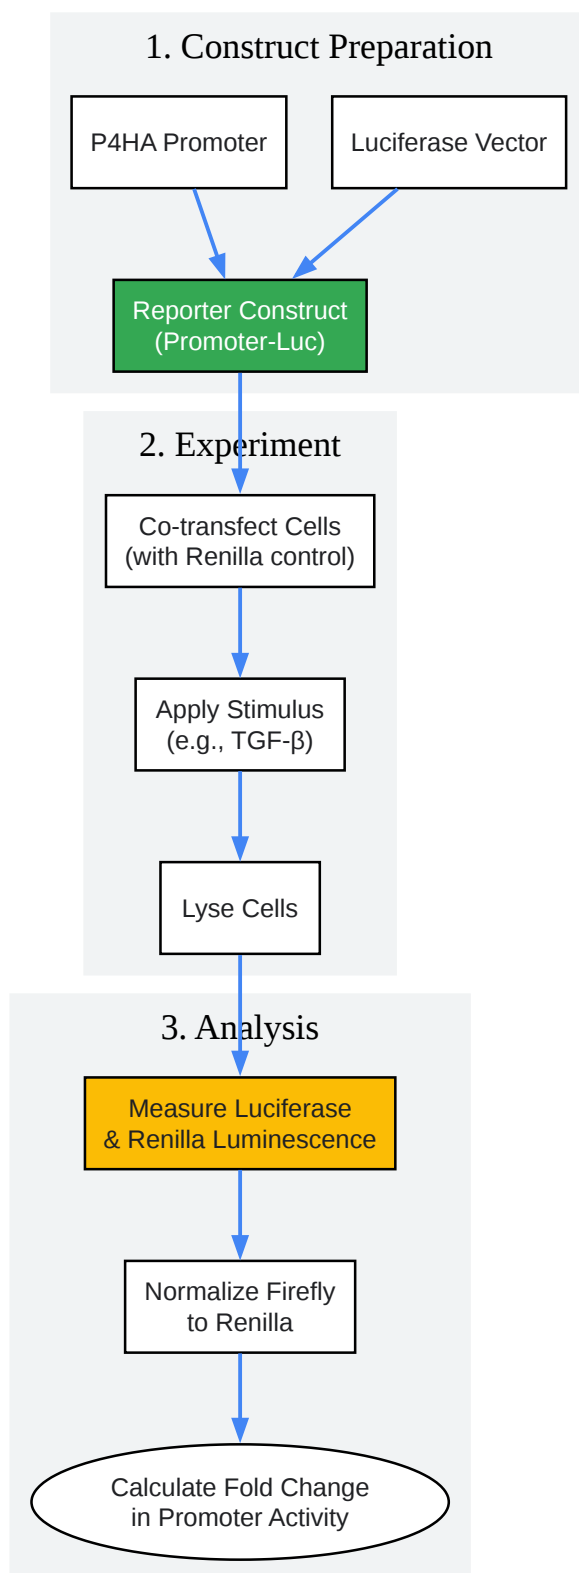 1. Construct Preparation
P4HA Promoter
Luciferase Vector
Reporter Construct
(Promoter-Luc)
2. Experiment
Co-transfect Cells
(with Renilla control)
Apply Stimulus
(e.g., TGF-β)
Lyse Cells
3. Analysis
Measure Luciferase
& Renilla Luminescence
Normalize Firefly
to Renilla
Calculate Fold Change
in Promoter Activity